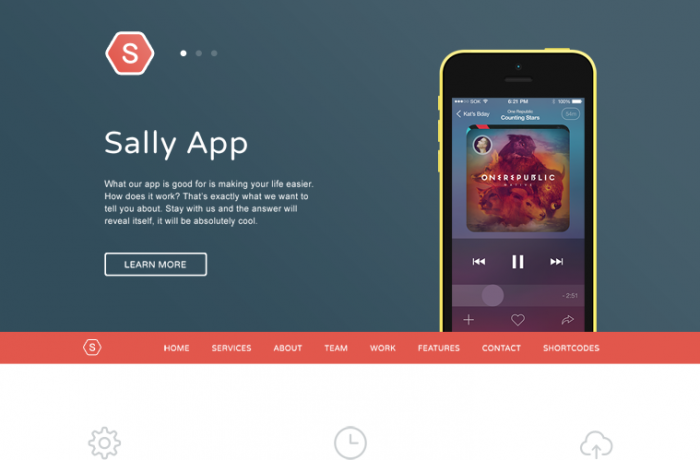 S
Sally App
What our app is good for is making your life easier.
How does it work? That's exactly what we want to
tell you about. Stay with us and the answer will
reveal itself, it will be absolutely cool.
LEARN MORE
SOK 6:21 PM 100%
Kat's Bday
One Republic
Counting Stars
ONEREPUBLIC
NATIVE
-2:51
S HOME SERVICES ABOUT TEAM WORK FEATURES CONTACT SHORTCODES